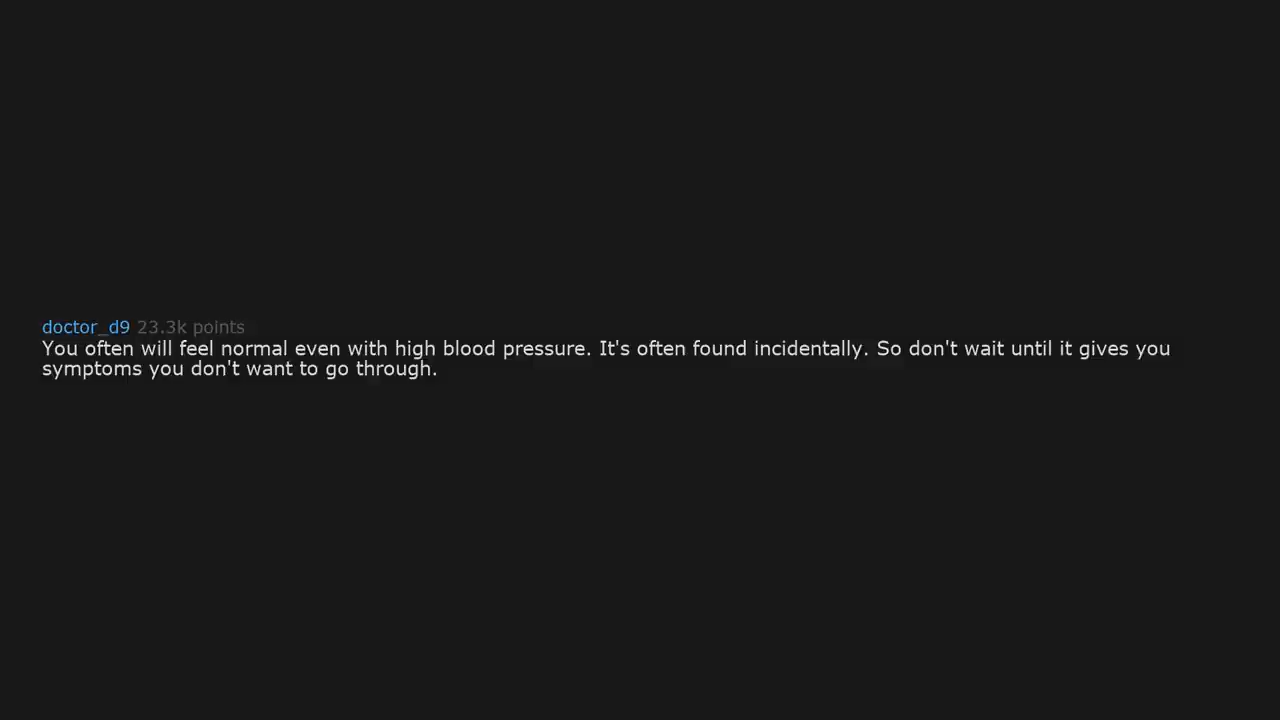 doctor_d9 23.3k points
You often will feel normal even with high blood pressure. It's often found incidentally. So don't wait until it gives you
symptoms you don't want to go through.